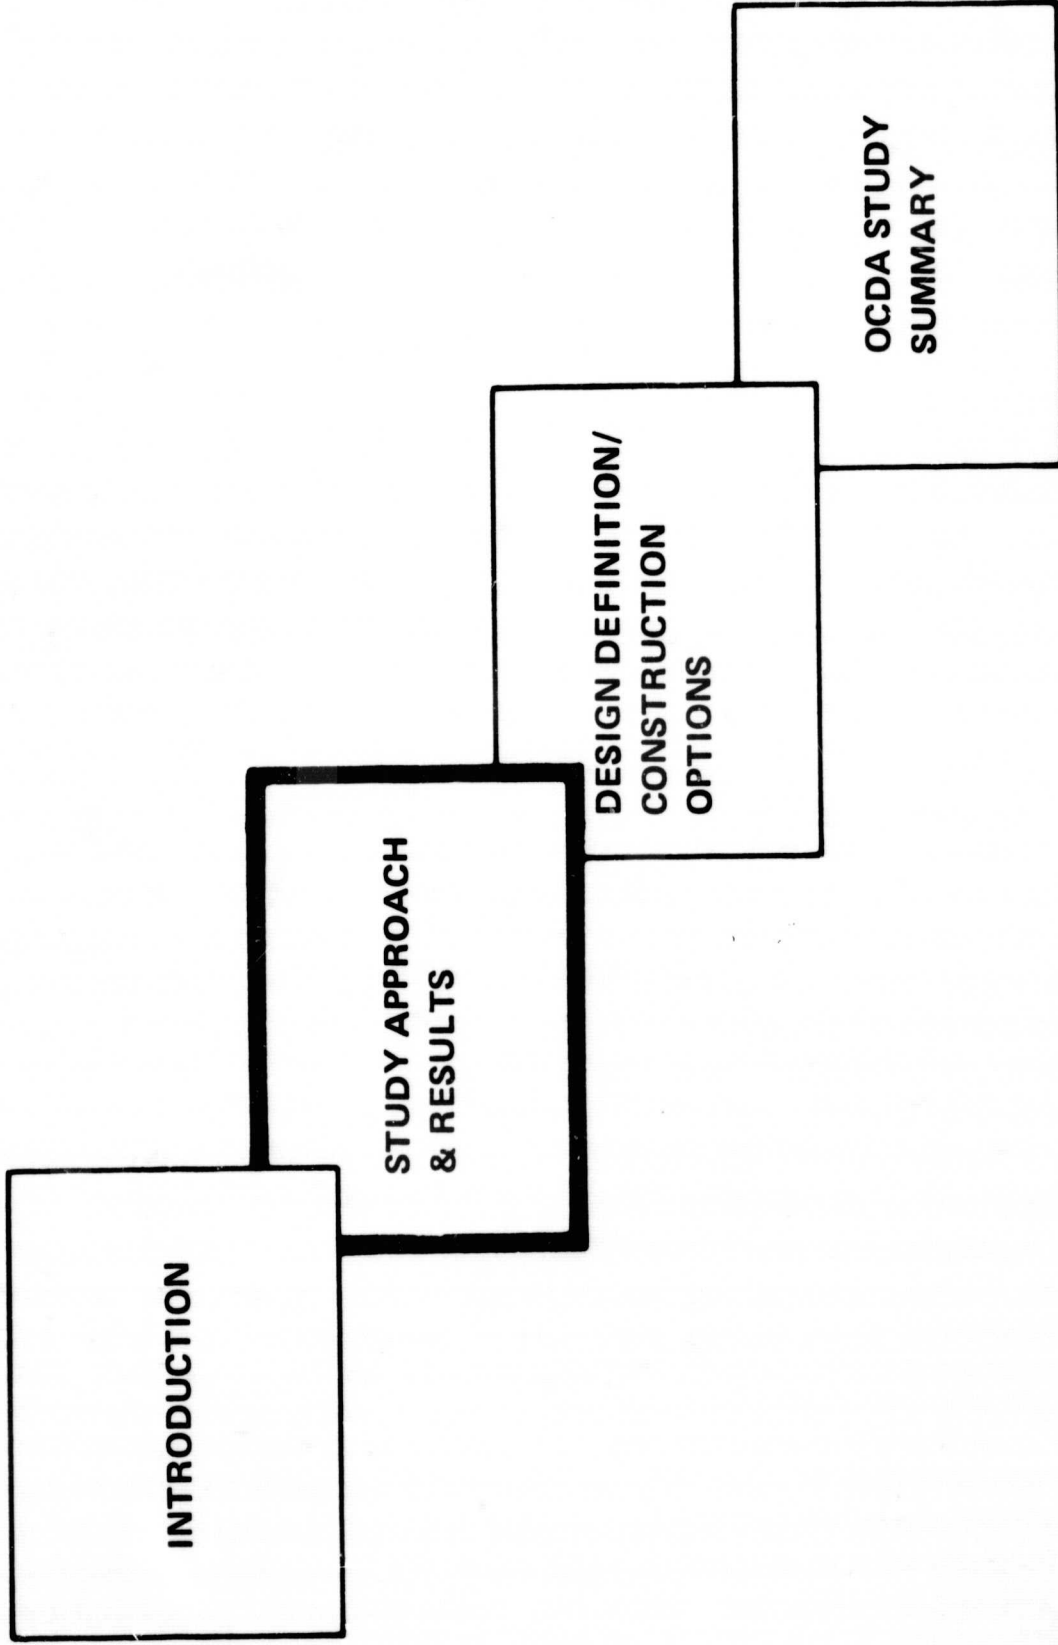 INTRODUCTION
STUDY APPROACH
& RESULTS
DESIGN DEFINITION/
CONSTRUCTION
OPTIONS
OCDA STUDY
SUMMARY